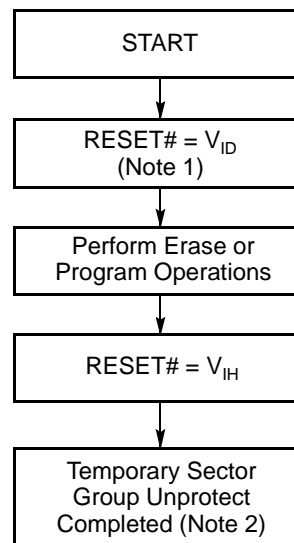 START
RESET# = VID
(Note 1)
Perform Erase or
Program Operations
RESET# = VIH
Temporary Sector
Group Unprotect
Completed (Note 2)